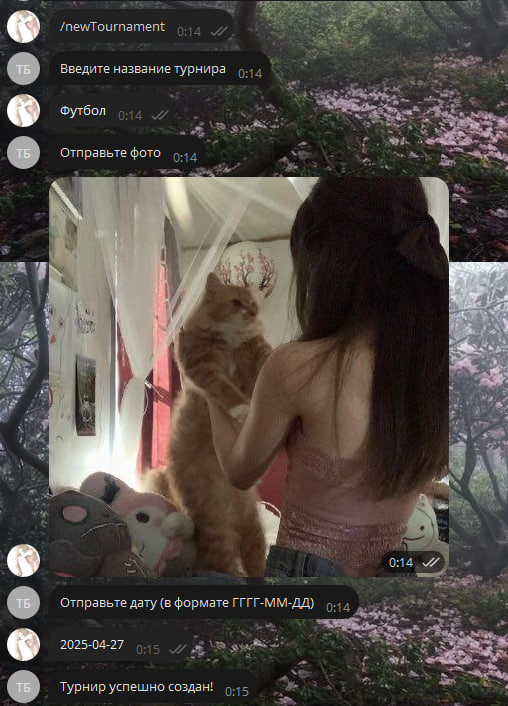 /newTournament 0:14
ТБ Введите название турнира 0:14
Футбол 0:14
ТБ Отправьте фото 0:14
0:14
ТБ Отправьте дату (в формате ГГГГ-ММ-ДД) 0:14
2025-04-27 0:15
ТБ Турнир успешно создан! 0:15